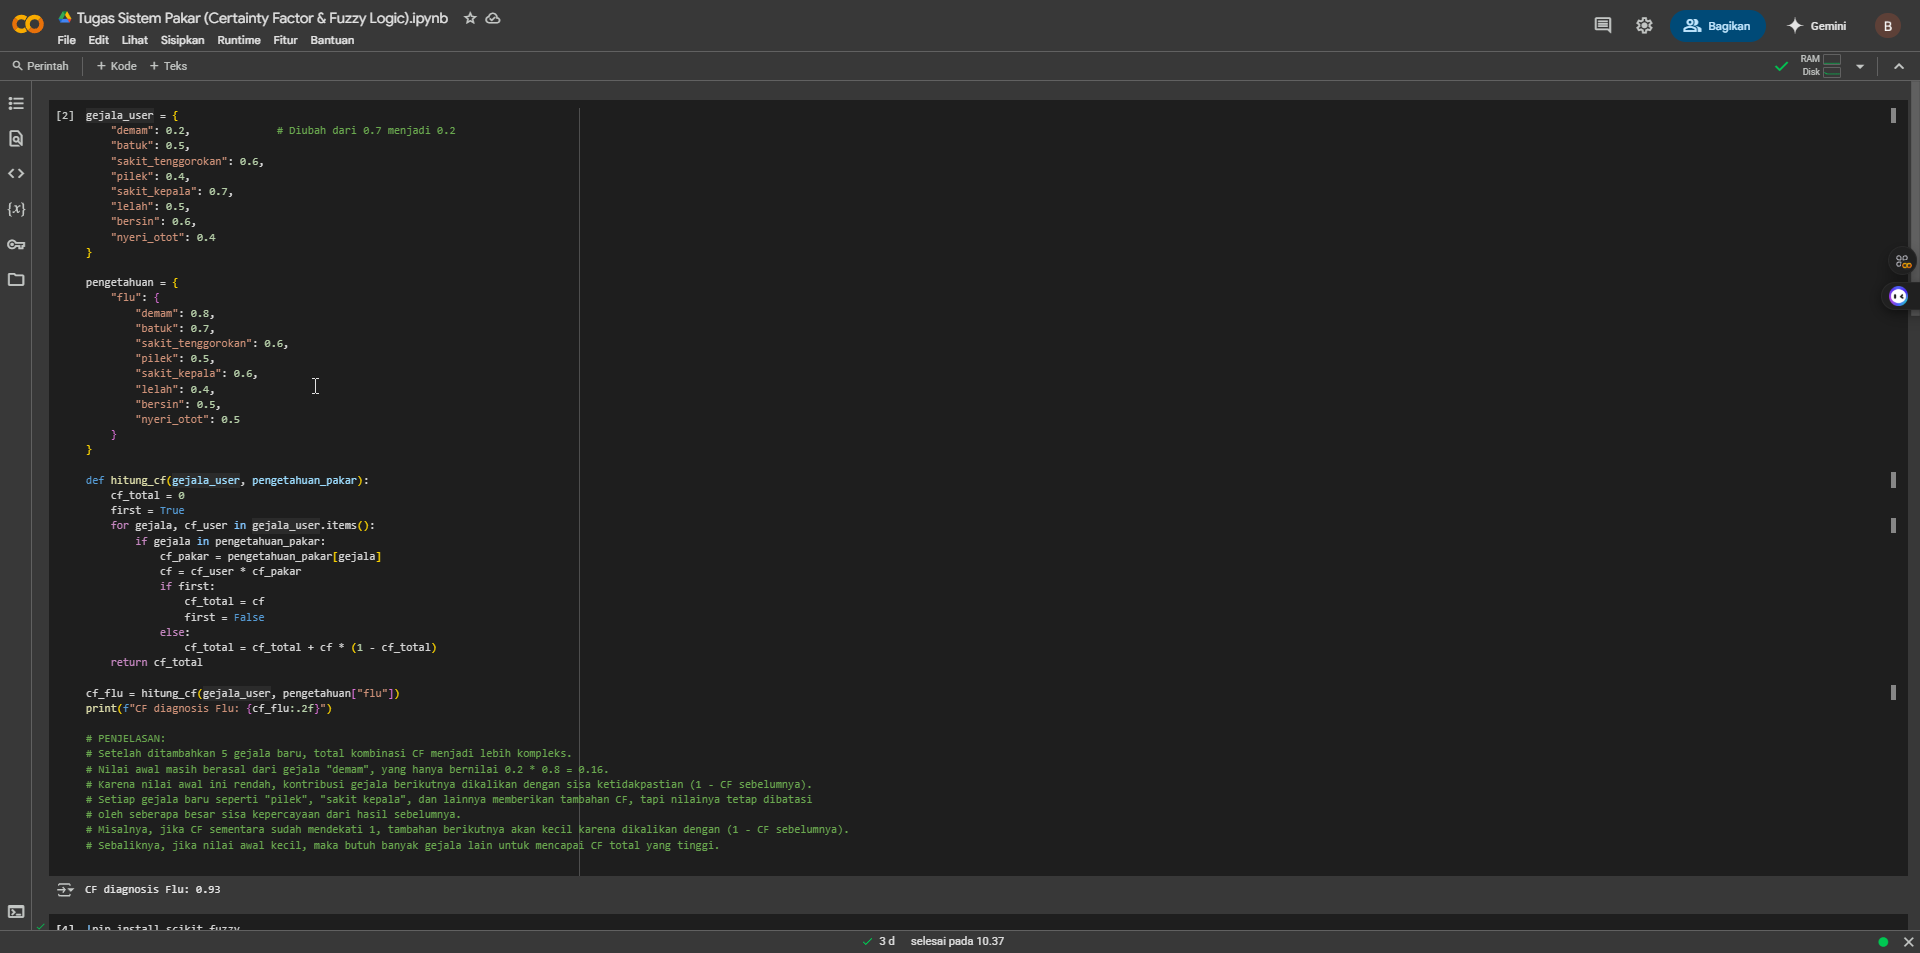 Tugas Sistem Pakar (Certainty Factor & Fuzzy Logic).ipynb
File Edit Lihat Sisipkan Runtime Fitur Bantuan
Bagikan
Gemini
B
Perintah
+ Kode + Teks
RAM
Disk
[2] gejala_user = {
    "demam": 0.2,              # Diubah dari 0.7 menjadi 0.2
    "batuk": 0.5,
    "sakit_tenggorokan": 0.6,
    "pilek": 0.4,
    "sakit_kepala": 0.7,
    "lelah": 0.5,
    "bersin": 0.6,
    "nyeri_otot": 0.4
}
pengetahuan = {
    "flu": {
        "demam": 0.8,
        "batuk": 0.7,
        "sakit_tenggorokan": 0.6,
        "pilek": 0.5,
        "sakit_kepala": 0.6,
        "lelah": 0.4,
        "bersin": 0.5,
        "nyeri_otot": 0.5
    }
}
def hitung_cf(gejala_user, pengetahuan_pakar):
    cf_total = 0
    first = True
    for gejala, cf_user in gejala_user.items():
        if gejala in pengetahuan_pakar:
            cf_pakar = pengetahuan_pakar[gejala]
            cf = cf_user * cf_pakar
            if first:
                cf_total = cf
                first = False
            else:
                cf_total = cf_total + cf * (1 - cf_total)
    return cf_total
cf_flu = hitung_cf(gejala_user, pengetahuan["flu"])
print(f"CF diagnosis Flu: {cf_flu:.2f}")
# PENJELASAN:
# Setelah ditambahkan 5 gejala baru, total kombinasi CF menjadi lebih kompleks.
# Nilai awal masih berasal dari gejala "demam", yang hanya bernilai 0.2 * 0.8 = 0.16.
# Karena nilai awal ini rendah, kontribusi gejala berikutnya dikalikan dengan sisa ketidakpastian (1 - CF sebelumnya).
# Setiap gejala baru seperti "pilek", "sakit kepala", dan lainnya memberikan tambahan CF, tapi nilainya tetap dibatasi
# oleh seberapa besar sisa kepercayaan dari hasil sebelumnya.
# Misalnya, jika CF sementara sudah mendekati 1, tambahan berikutnya akan kecil karena dikalikan dengan (1 - CF sebelumnya).
# Sebaliknya, jika nilai awal kecil, maka butuh banyak gejala lain untuk mencapai CF total yang tinggi.
CF diagnosis Flu: 0.93
[4] !pip install scikit-fuzzy
3 d selesai pada 10.37